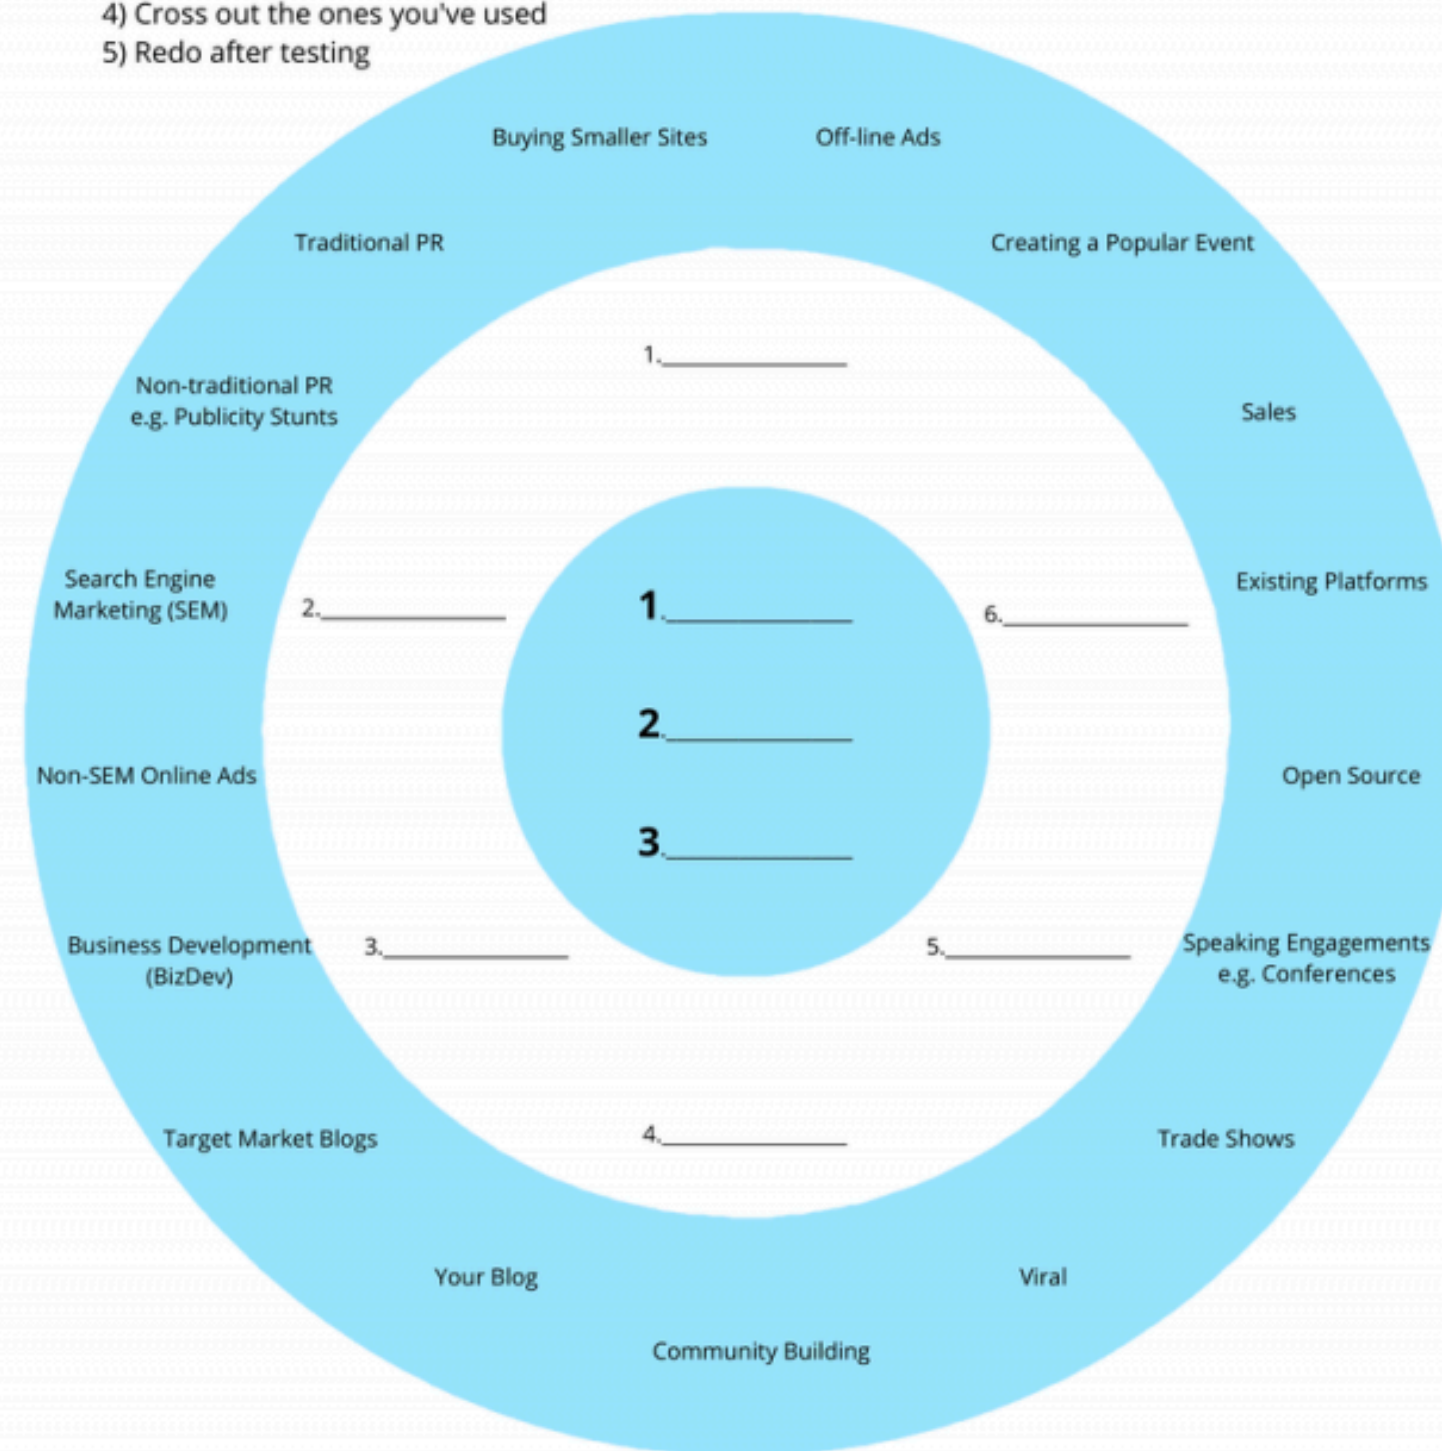 4) Cross out the ones you've used
5) Redo after testing
Buying Smaller Sites
Off-line Ads
Traditional PR
Creating a Popular Event
1.
Non-traditional PR
e.g. Publicity Stunts
Sales
Search Engine
Marketing (SEM)
2.
1.
6.
Existing Platforms
2.
Non-SEM Online Ads
Open Source
3.
Business Development
(BizDev)
3.
5.
Speaking Engagements
e.g. Conferences
Target Market Blogs
4.
Trade Shows
Your Blog
Viral
Community Building